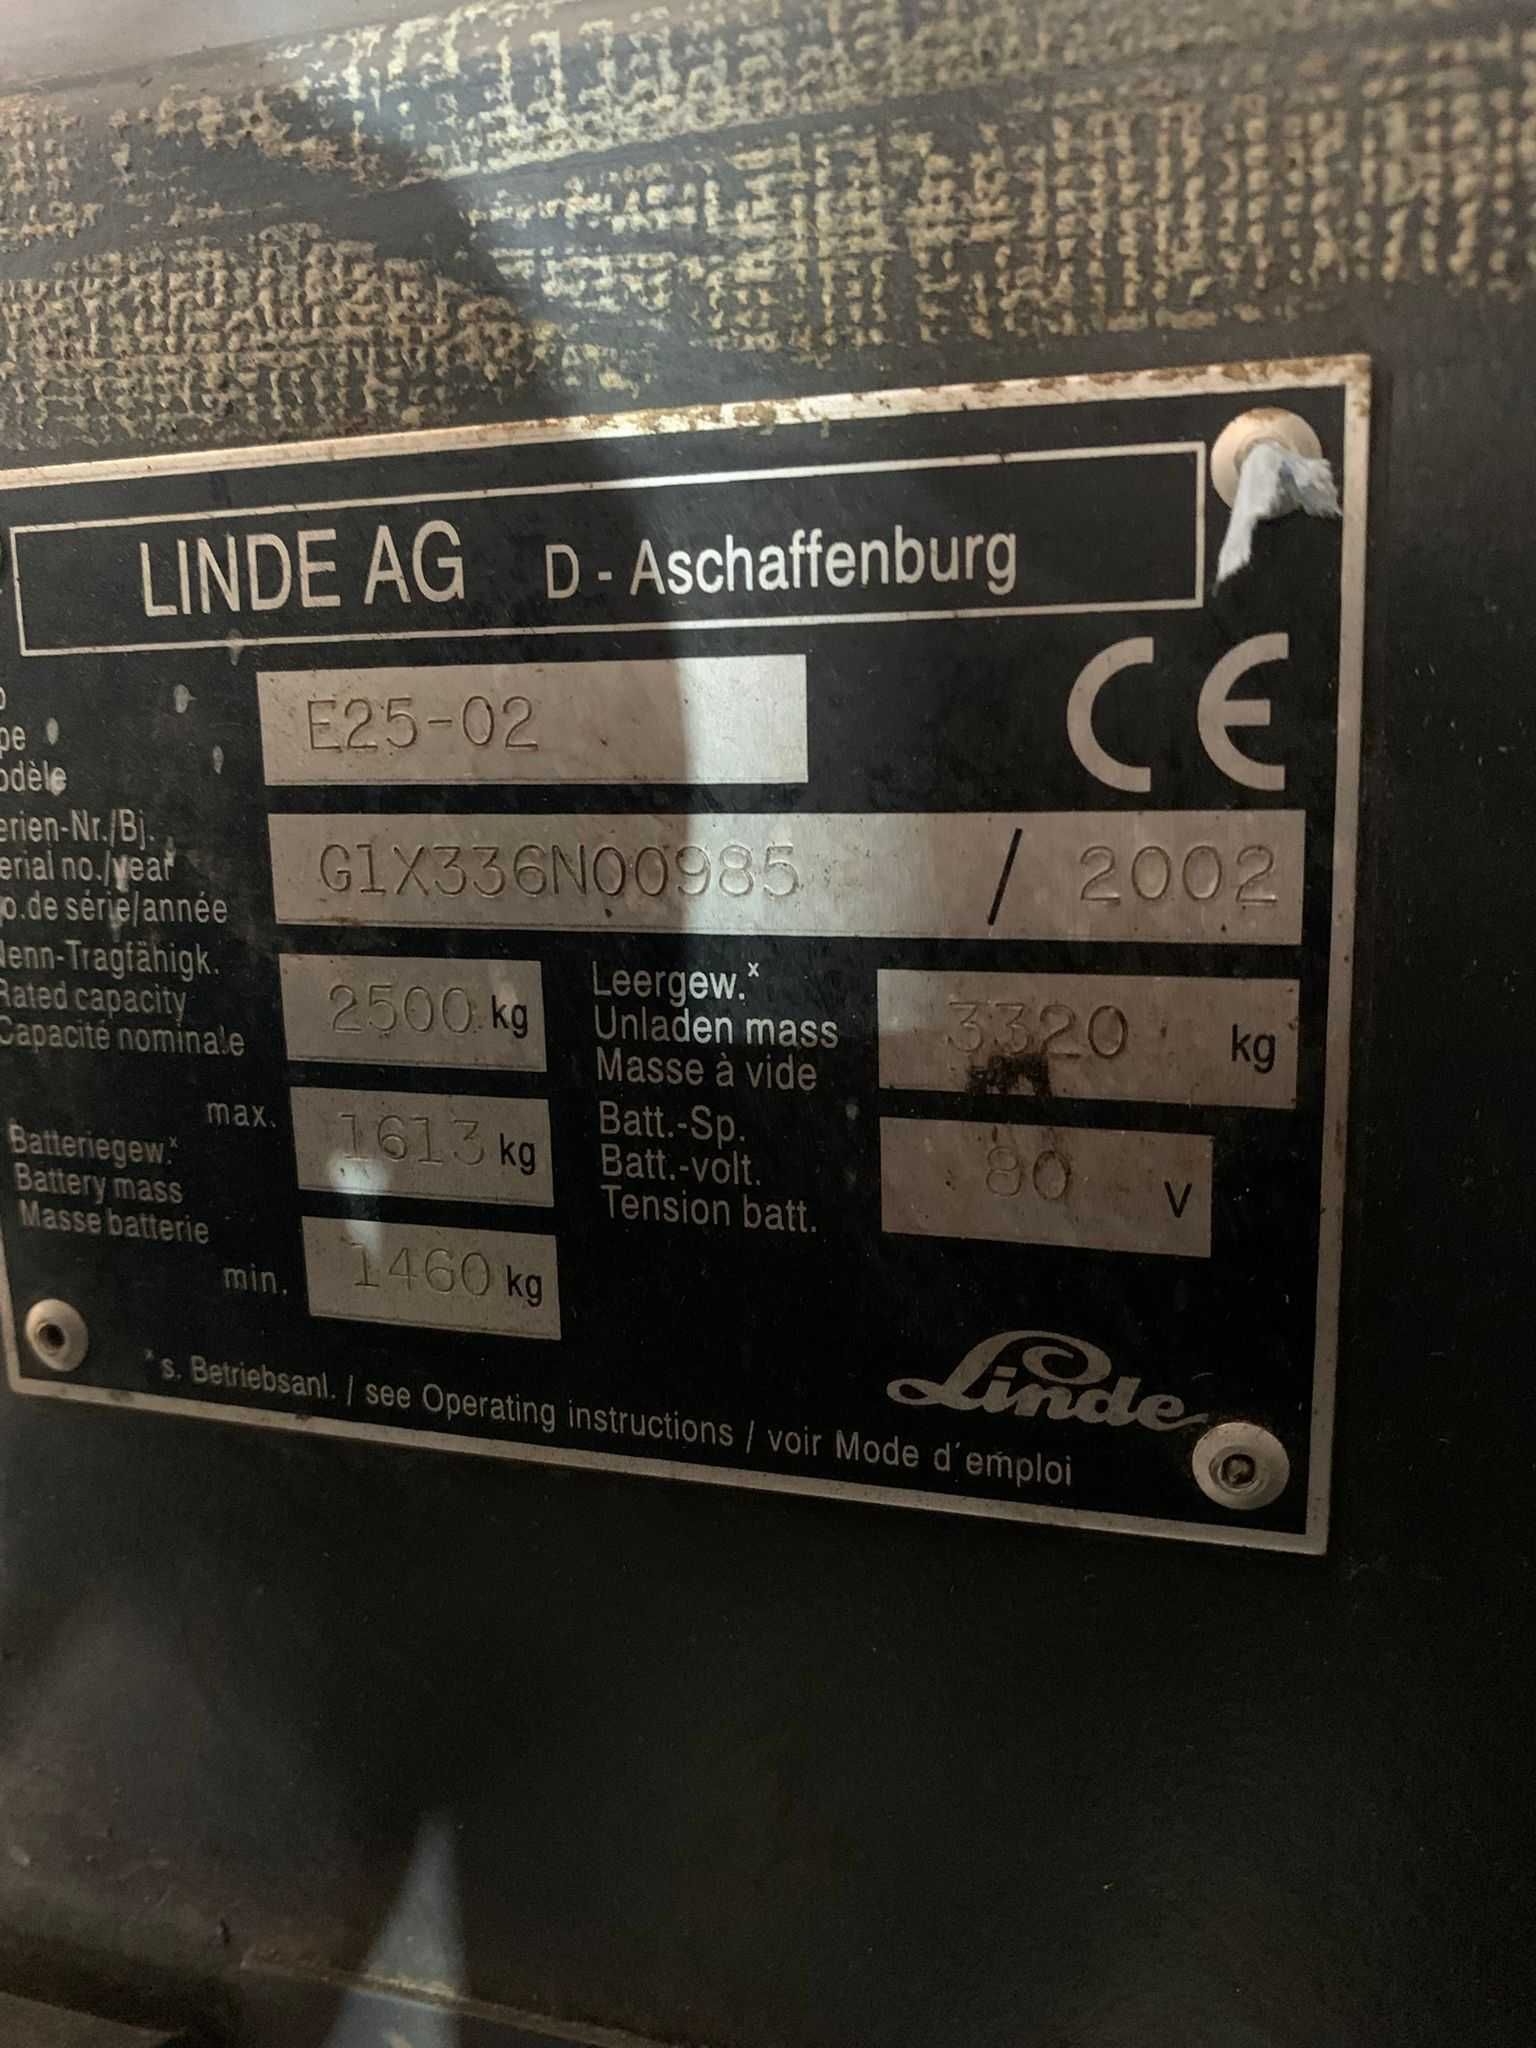 LINDE AG D - Aschaffenburg
CE
E25-02
odèle
erien-Nr./Bj.
erial no./year
o.de série/année
G1X336N00985 / 2002
Nenn-Tragfähigk.
Rated capacity
Capacité nominale
2500 kg
Leergew.x
Unladen mass
Masse à vide
3320 kg
max.
1613 kg
Batteriegew.x
Battery mass
Masse batterie
min.
1460 kg
Batt.-Sp.
Batt.-volt.
Tension batt.
80 V
x s. Betriebsanl. / see Operating instructions / voir Mode d'emploi
Linde